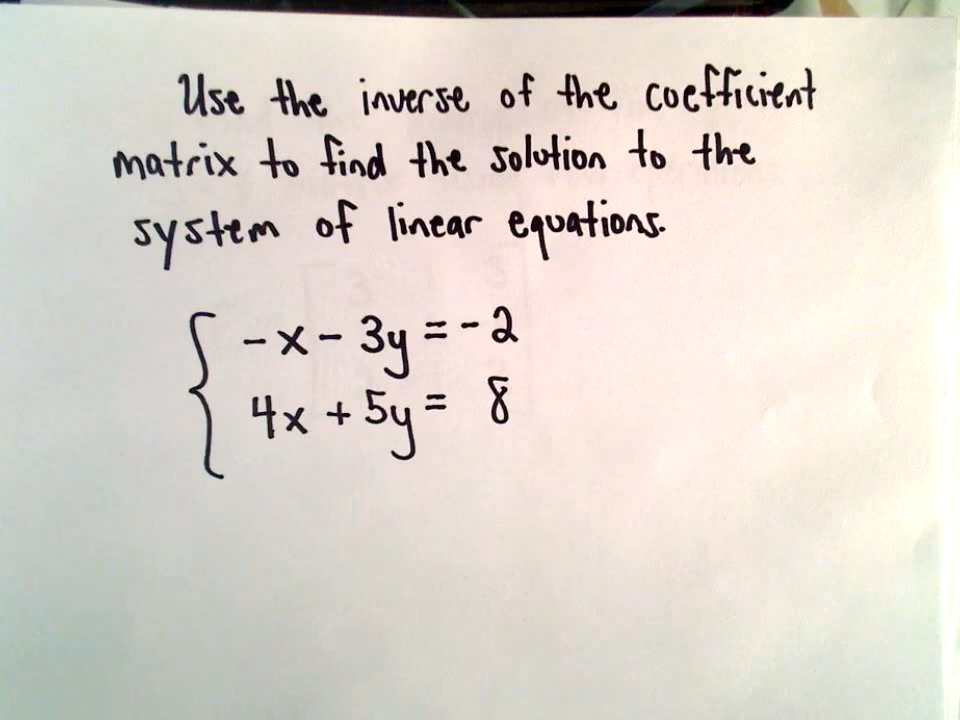 Use the inverse of the coefficient
matrix to find the solution to the
system of linear equations.
-x - 3y = -2
4x + 5y = 8